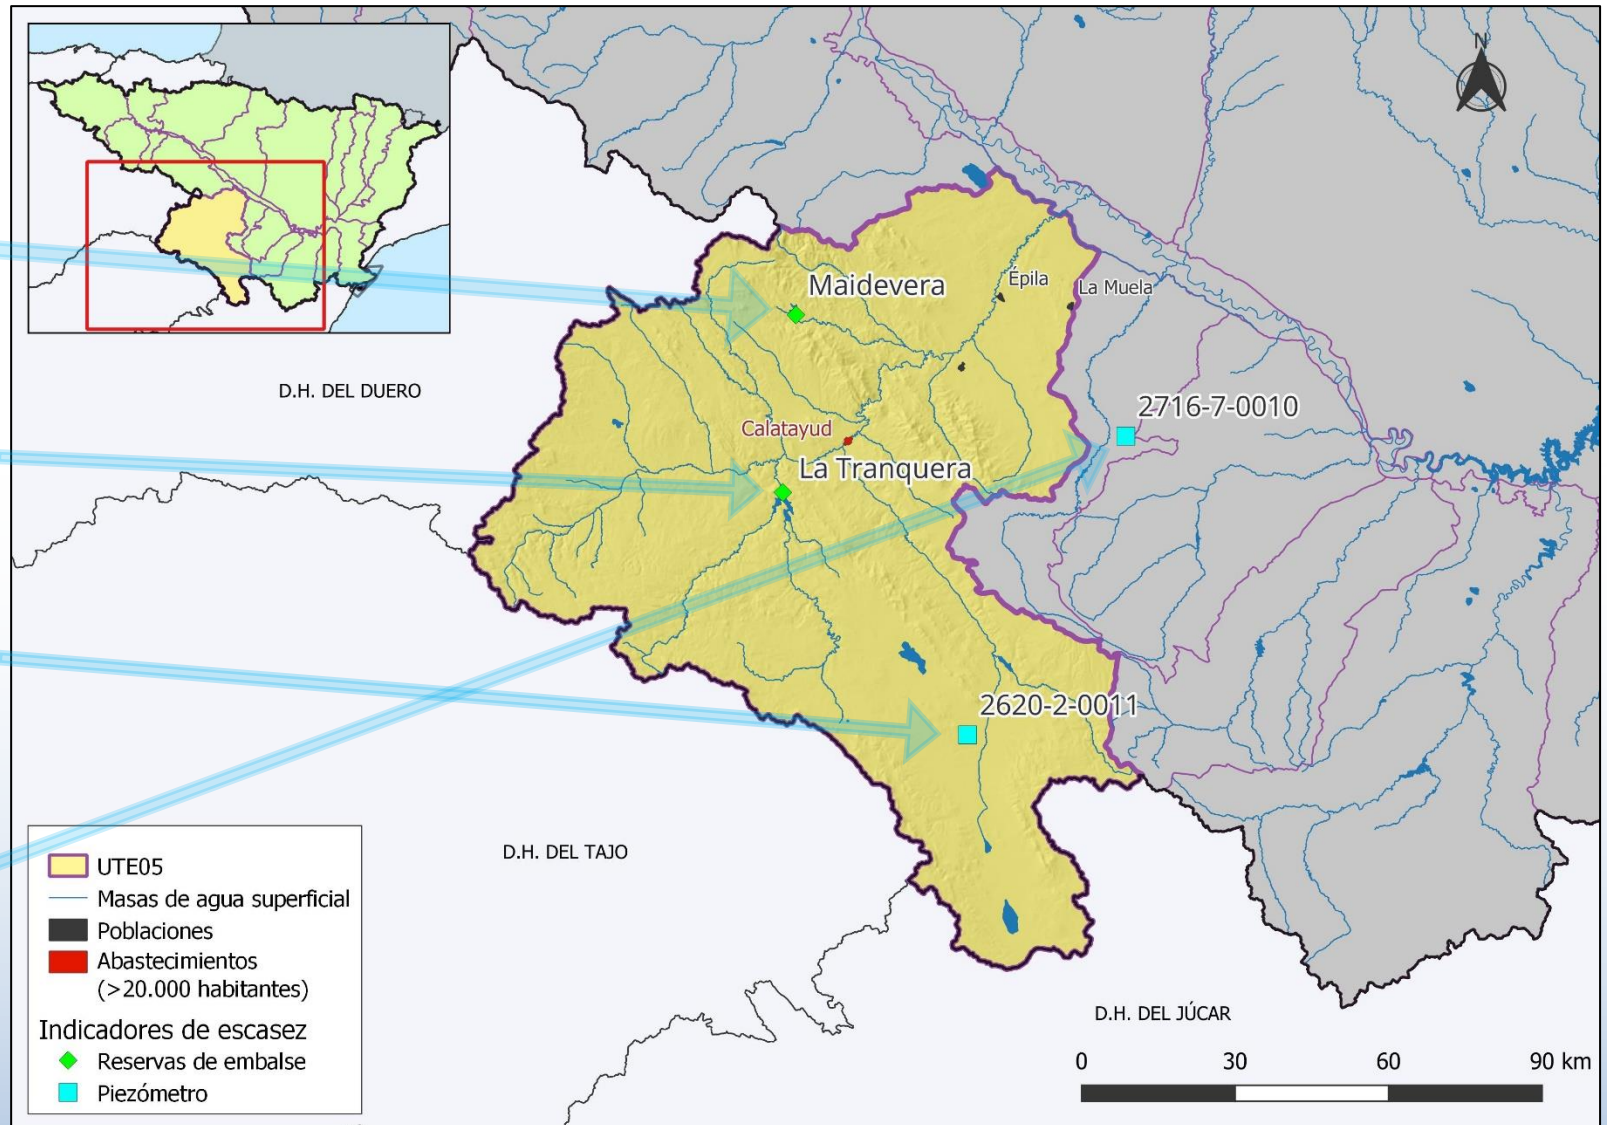 N
Maidevera
Épila
La Muela
D.H. DEL DUERO
2716-7-0010
Calatayud
La Tranquera
2620-2-0011
D.H. DEL TAJO
UTE05
Masas de agua superficial
Poblaciones
Abastecimientos
(>20.000 habitantes)
Indicadores de escasez
Reservas de embalse
Piezómetro
D.H. DEL JÚCAR
0 30 60 90 km